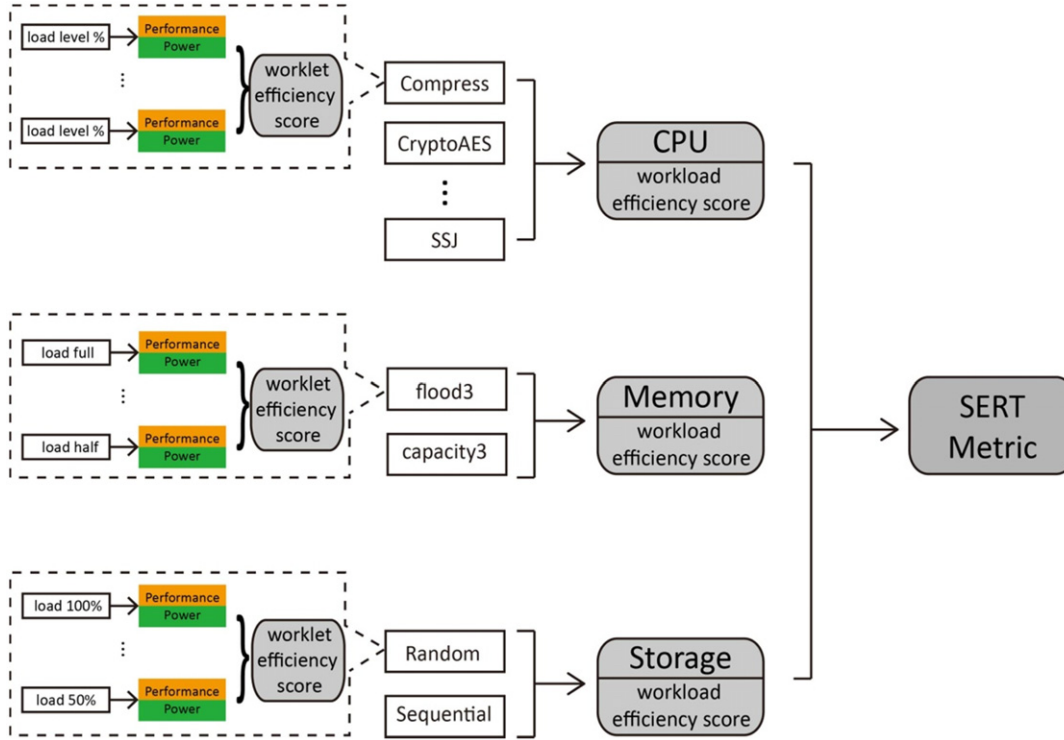 load level %
Performance
Power
...
load level %
Performance
Power
worklet
efficiency
score
Compress
CryptoAES
...
SSJ
CPU
workload
efficiency score
load full
Performance
Power
...
load half
Performance
Power
worklet
efficiency
score
flood3
capacity3
Memory
workload
efficiency score
load 100%
Performance
Power
...
load 50%
Performance
Power
worklet
efficiency
score
Random
Sequential
Storage
workload
efficiency score
SERT
Metric